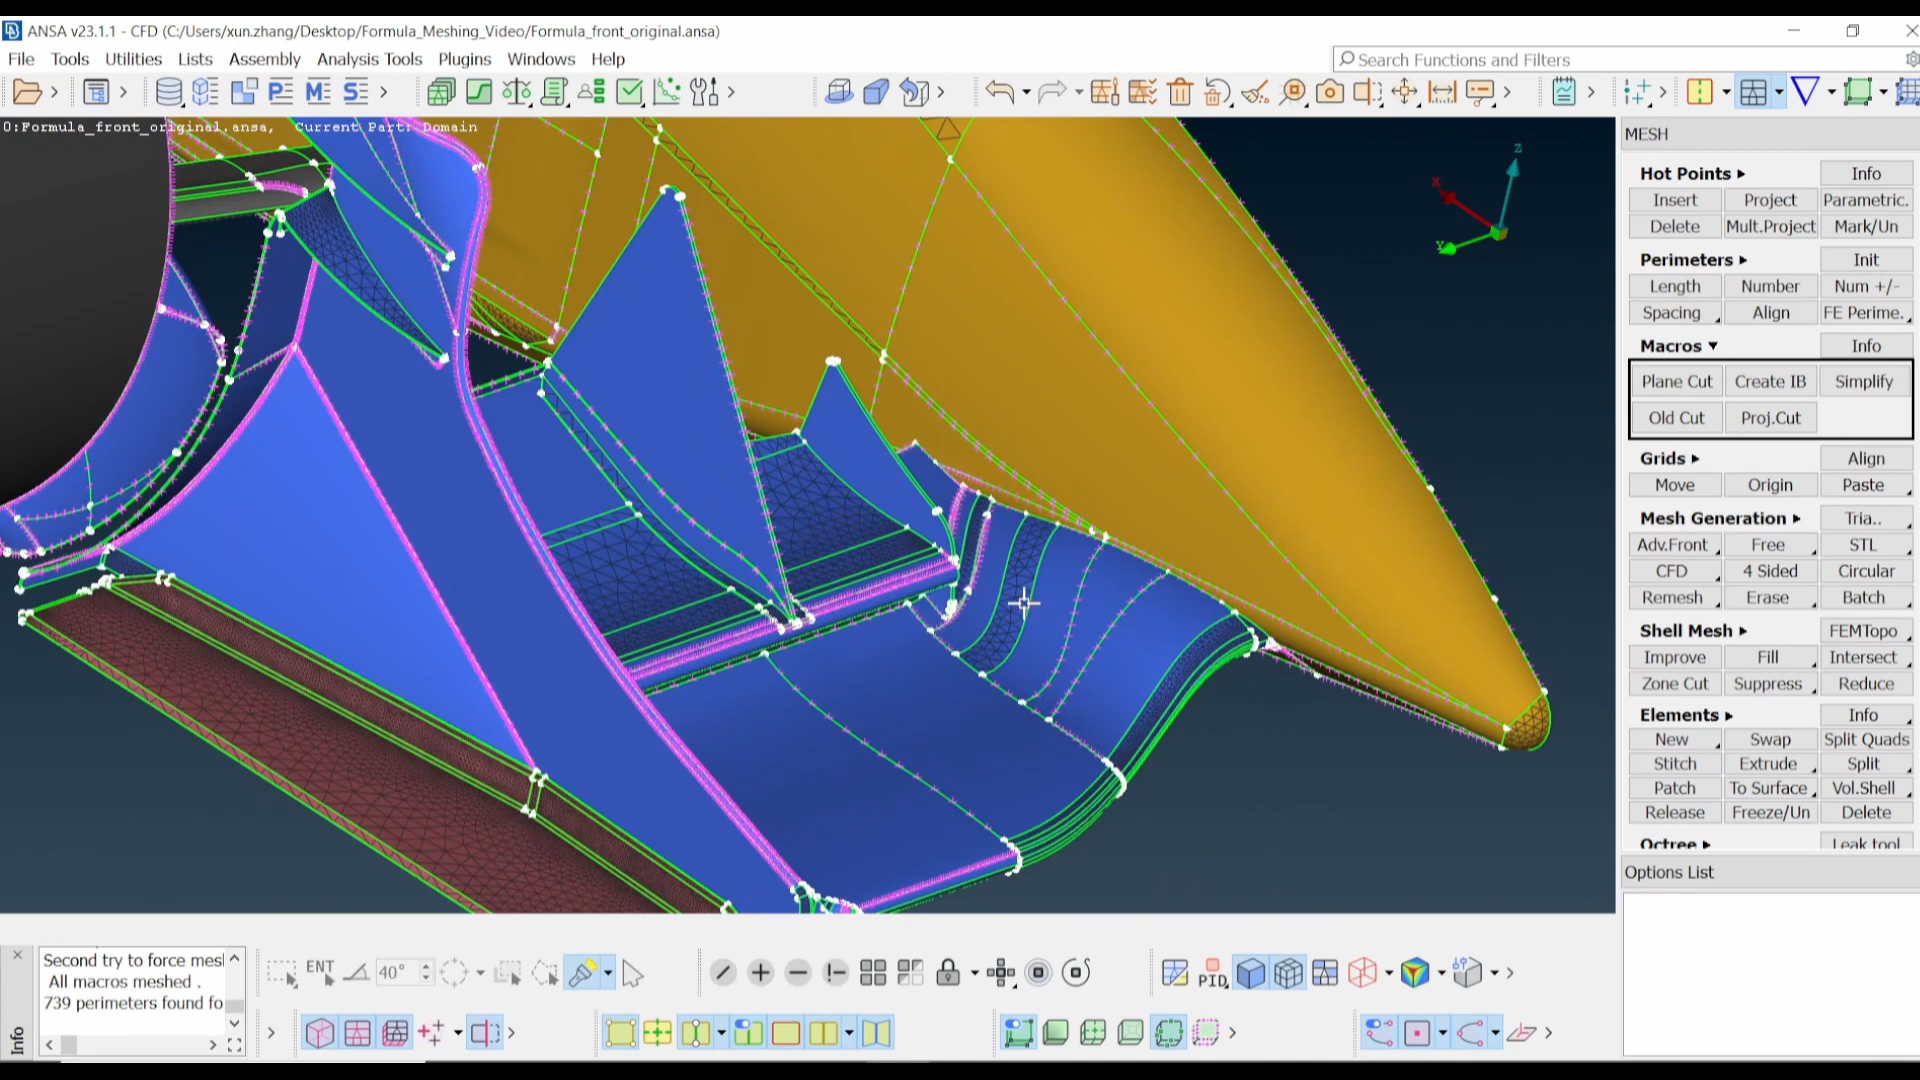 ANSA v23.1.1 - CFD (C:/Users/xun.zhang/Desktop/Formula_Meshing_Video/Formula_front_original.ansa)
File Tools Utilities Lists Assembly Analysis Tools Plugins Windows Help
Search Functions and Filters
0:Formula_front_original.ansa, Current Part: Domain
Z
X
Y
MESH
Hot Points Info
Insert Project Parametric.
Delete Mult.Project Mark/Un
Perimeters Init
Length Number Num +/-
Spacing Align FE Perime.
Macros Info
Plane Cut Create IB Simplify
Old Cut Proj.Cut
Grids Align
Move Origin Paste
Mesh Generation Tria..
Adv.Front Free STL
CFD 4 Sided Circular
Remesh Erase Batch
Shell Mesh FEMTopo
Improve Fill Intersect
Zone Cut Suppress Reduce
Elements Info
New Swap Split Quads
Stitch Extrude Split
Patch To Surface Vol.Shell
Release Freeze/Un Delete
Octree Leak tool
Options List
Info
Second try to force mesl
All macros meshed .
739 perimeters found fo
ENT 40°
PID